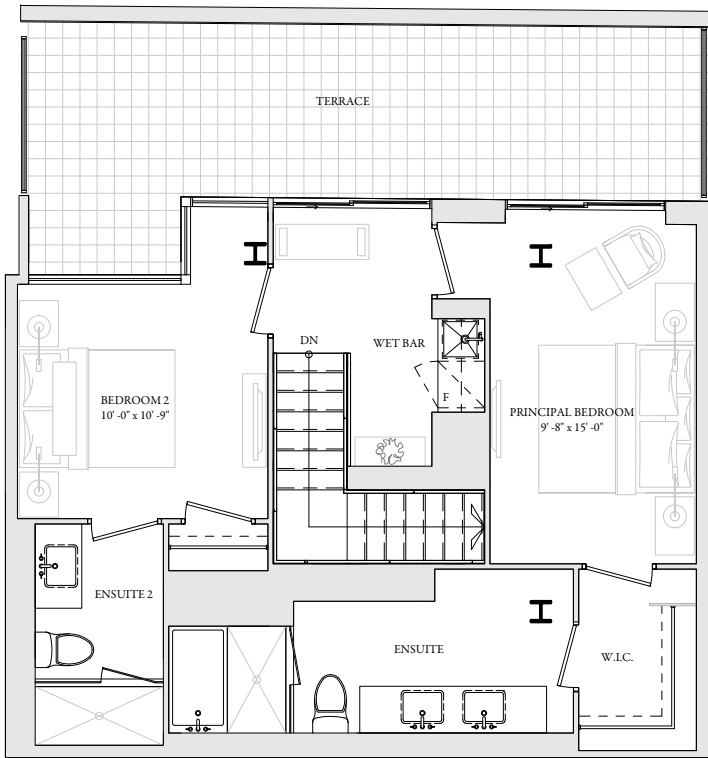 TERRACE
DN
WET BAR
F
BEDROOM 2
10' -0" x 10' -9"
PRINCIPAL BEDROOM
9' -8" x 15' -0"
ENSUITE 2
ENSUITE
W.I.C.